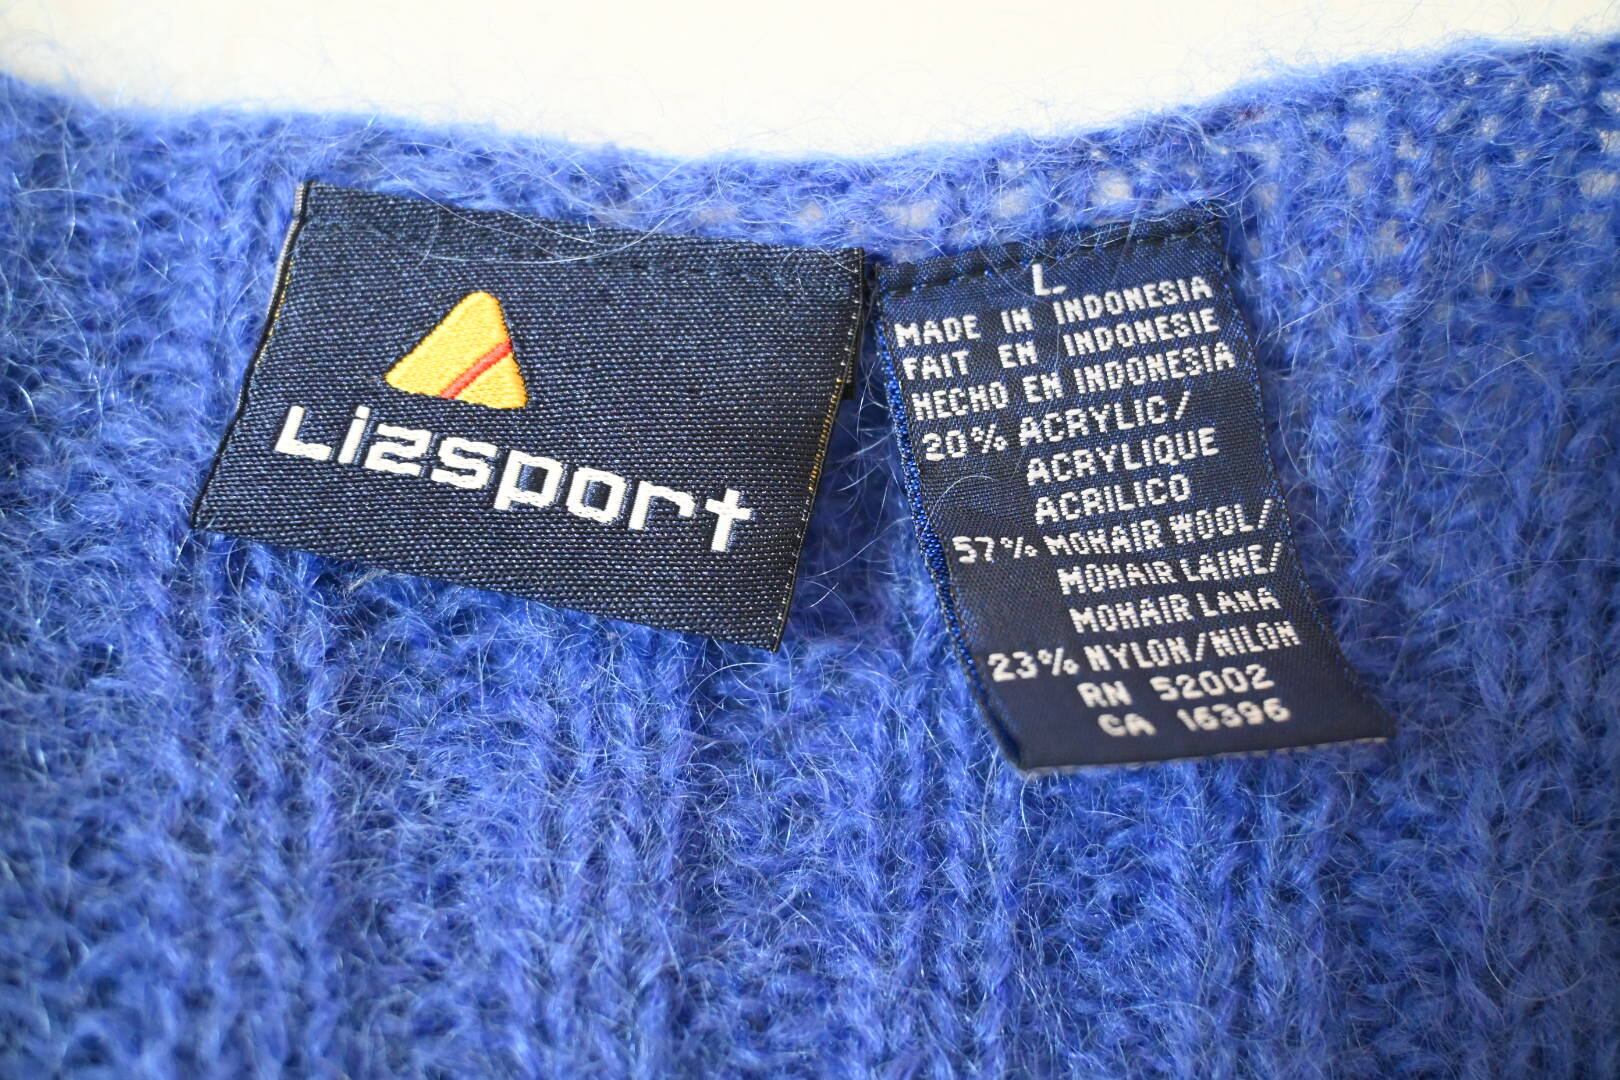 Lizsport
L
MADE IN INDONESIA
FAIT EN INDONESIE
HECHO EN INDONESIA
20% ACRYLIC/
ACRYLIQUE
ACRILICO
57% MOHAIR WOOL/
MOHAIR LAINE/
MOHAIR LANA
23% NYLON/NILON
RN 52002
CA 16396